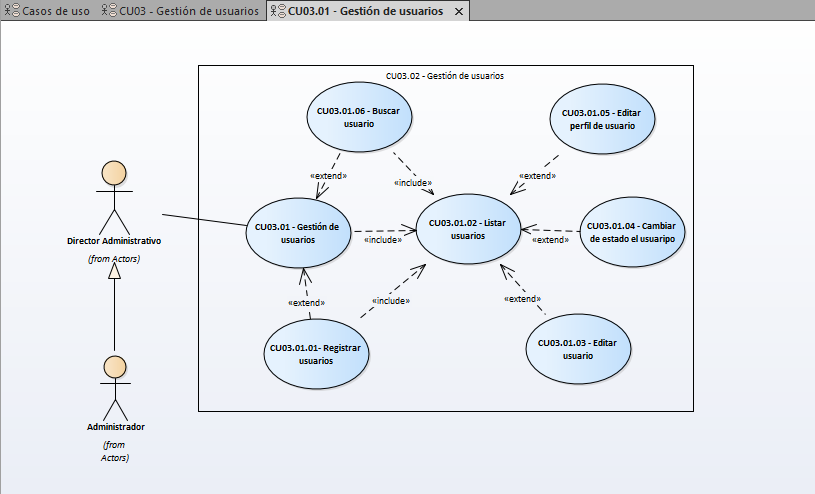 Casos de uso
CU03 - Gestión de usuarios
CU03.01 - Gestión de usuarios
CU03.02 - Gestión de usuarios
CU03.01.06 - Buscar
usuario
CU03.01.05 - Editar
perfil de usuario
«extend»
«include»
«extend»
Director Administrativo
(from Actors)
CU03.01 - Gestión de
usuarios
«include»
CU03.01.02 - Listar
usuarios
«extend»
CU03.01.04 - Cambiar
de estado el usuaripo
«extend»
«include»
«extend»
CU03.01.01- Registrar
usuarios
CU03.01.03 - Editar
usuario
Administrador
(from
Actors)